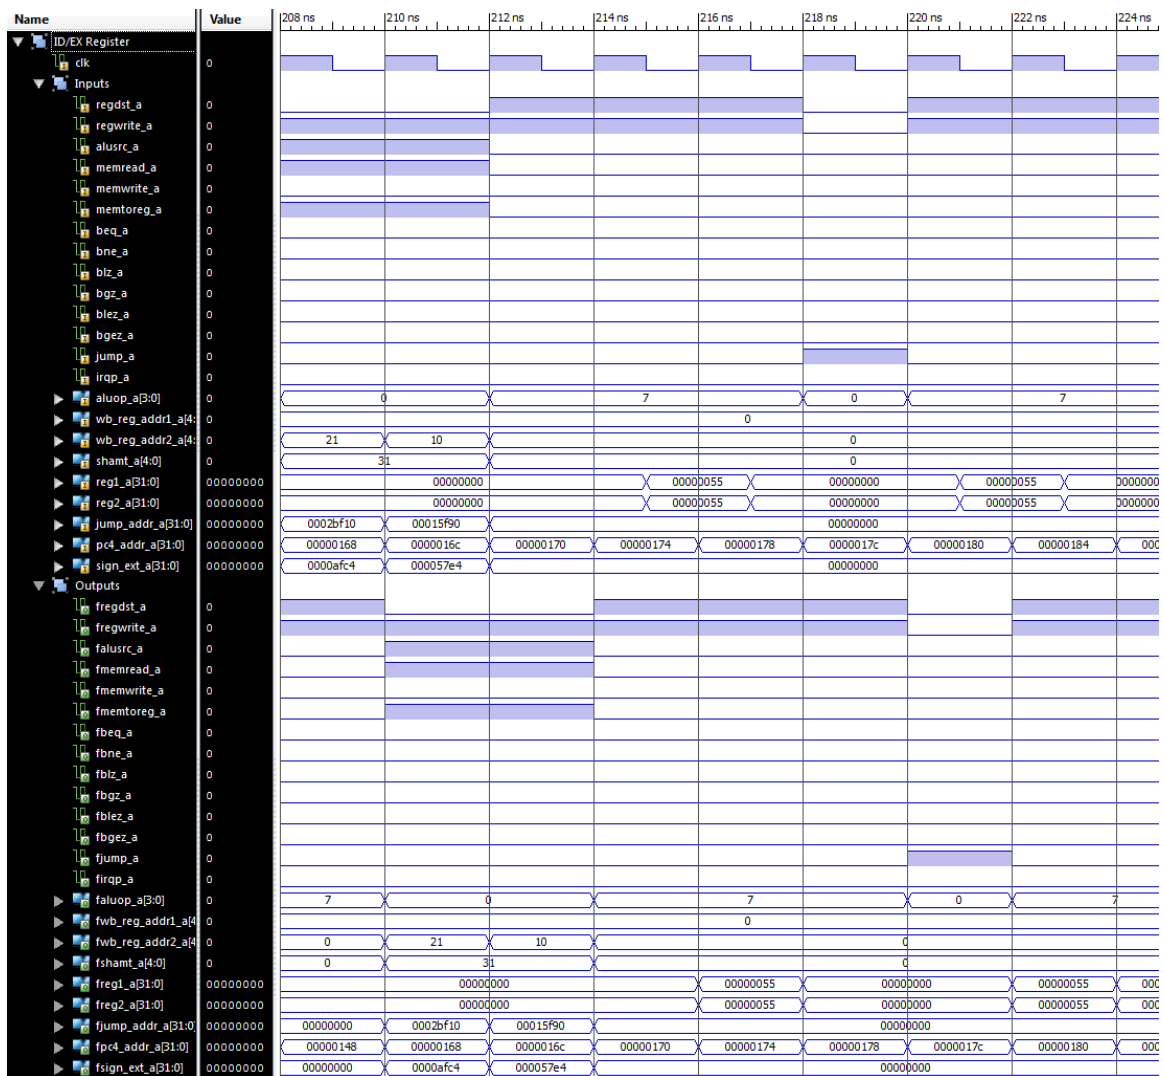 Name Value 208 ns 210 ns 212 ns 214 ns 216 ns 218 ns 220 ns 222 ns 224 ns
ID/EX Register
clk 0
Inputs
regdst_a 0
regwrite_a 0
alusrc_a 0
memread_a 0
memwrite_a 0
memtoreg_a 0
beq_a 0
bne_a 0
blz_a 0
bgz_a 0
blez_a 0
bgez_a 0
jump_a 0
irqp_a 0
aluop_a[3:0] 0 0 7 0 7
wb_reg_addr1_a[4: 0 0
wb_reg_addr2_a[4: 0 21 10 0
shamt_a[4:0] 0 31 0
reg1_a[31:0] 00000000 00000000 00000055 00000000 00000055 0000000
reg2_a[31:0] 00000000 00000000 00000055 00000000 00000055 0000000
jump_addr_a[31:0] 00000000 0002bf10 00015f90 00000000
pc4_addr_a[31:0] 00000000 00000168 0000016c 00000170 00000174 00000178 0000017c 00000180 00000184 000
sign_ext_a[31:0] 00000000 0000afc4 000057e4 00000000
Outputs
fregdst_a 0
fregwrite_a 0
falusrc_a 0
fmemread_a 0
fmemwrite_a 0
fmemtoreg_a 0
fbeq_a 0
fbne_a 0
fblz_a 0
fbgz_a 0
fblez_a 0
fbgez_a 0
fjump_a 0
firqp_a 0
faluop_a[3:0] 0 7 0 7 0 7
fwb_reg_addr1_a[4 0 0
fwb_reg_addr2_a[4 0 0 21 10 0
fshamt_a[4:0] 0 0 31 0
freg1_a[31:0] 00000000 00000000 00000055 00000000 00000055 000
freg2_a[31:0] 00000000 00000000 00000055 00000000 00000055 000
fjump_addr_a[31:0] 00000000 00000000 0002bf10 00015f90 00000000
fpc4_addr_a[31:0] 00000000 00000148 00000168 0000016c 00000170 00000174 00000178 0000017c 00000180 000
fsign_ext_a[31:0] 00000000 00000000 0000afc4 000057e4 00000000